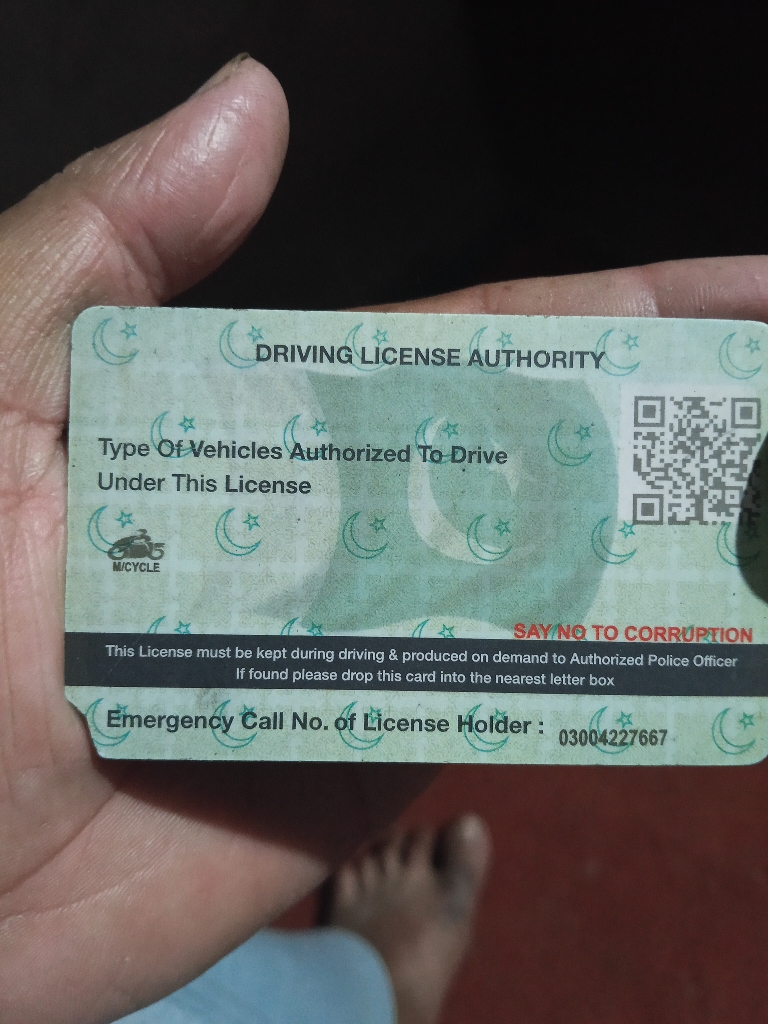 DRIVING LICENSE AUTHORITY
Type Of Vehicles Authorized To Drive
Under This License
M/CYCLE
SAY NO TO CORRUPTION
This License must be kept during driving & produced on demand to Authorized Police Officer
If found please drop this card into the nearest letter box
Emergency Call No. of License Holder : 03004227667